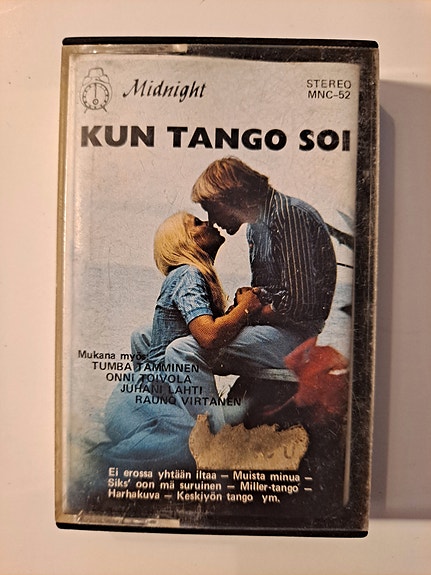 Midnight
STEREO
MNC-52
KUN TANGO SOI
Mukana myös:
TUMBA TAMMINEN
ONNI TOIVOLA
JUHANI LAHTI
RAUNO VIRTANEN
Ei erossa yhtään iltaa – Muista minua –
Siks' oon mä suruinen – Miller-tango –
Harhakuva – Keskiyön tango ym.